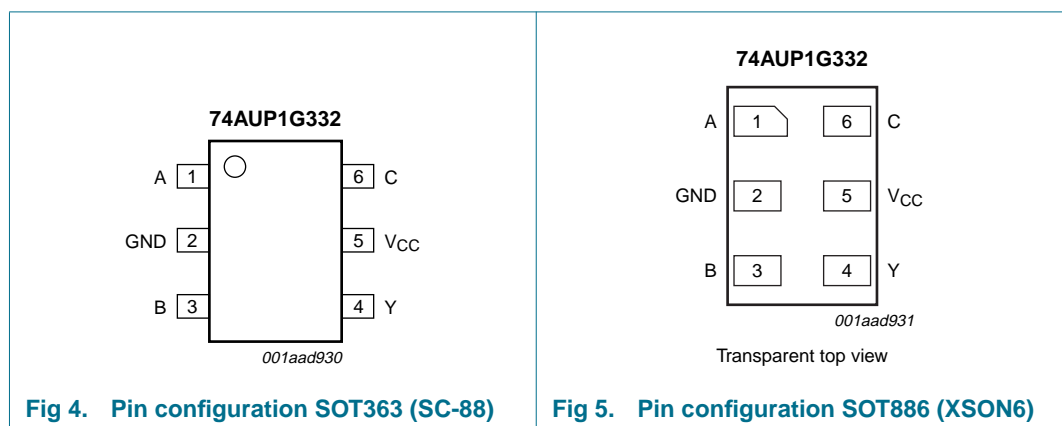 74AUP1G332
A 1 6 C
GND 2 5 VCC
B 3 4 Y
001aad930
Fig 4. Pin configuration SOT363 (SC-88)
74AUP1G332
A 1 6 C
GND 2 5 VCC
B 3 4 Y
001aad931
Transparent top view
Fig 5. Pin configuration SOT886 (XSON6)